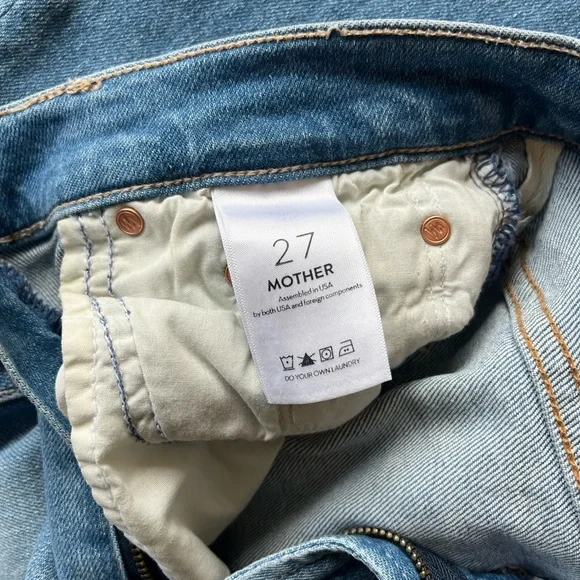 27
MOTHER
Assembled in USA
by both USA and foreign components
DO YOUR OWN LAUNDRY